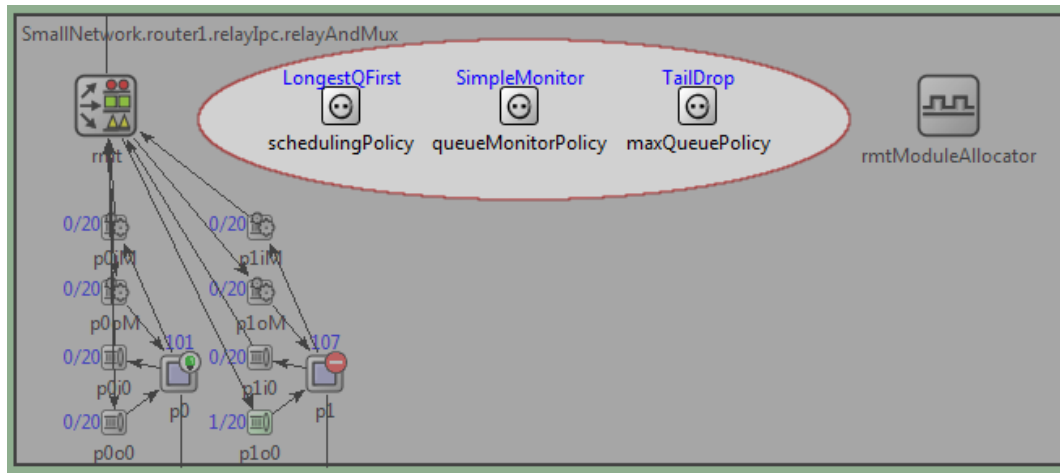 SmallNetwork.router1.relayIpc.relayAndMux
LongestQFirst
SimpleMonitor
TailDrop
schedulingPolicy
queueMonitorPolicy
maxQueuePolicy
rmt
rmtModuleAllocator
0/20
0/20
p0iM
p1iM
0/20
0/20
p0oM
p1oM
101
107
0/20
0/20
p0i0
p1i0
p0
p1
0/20
1/20
p0o0
p1o0